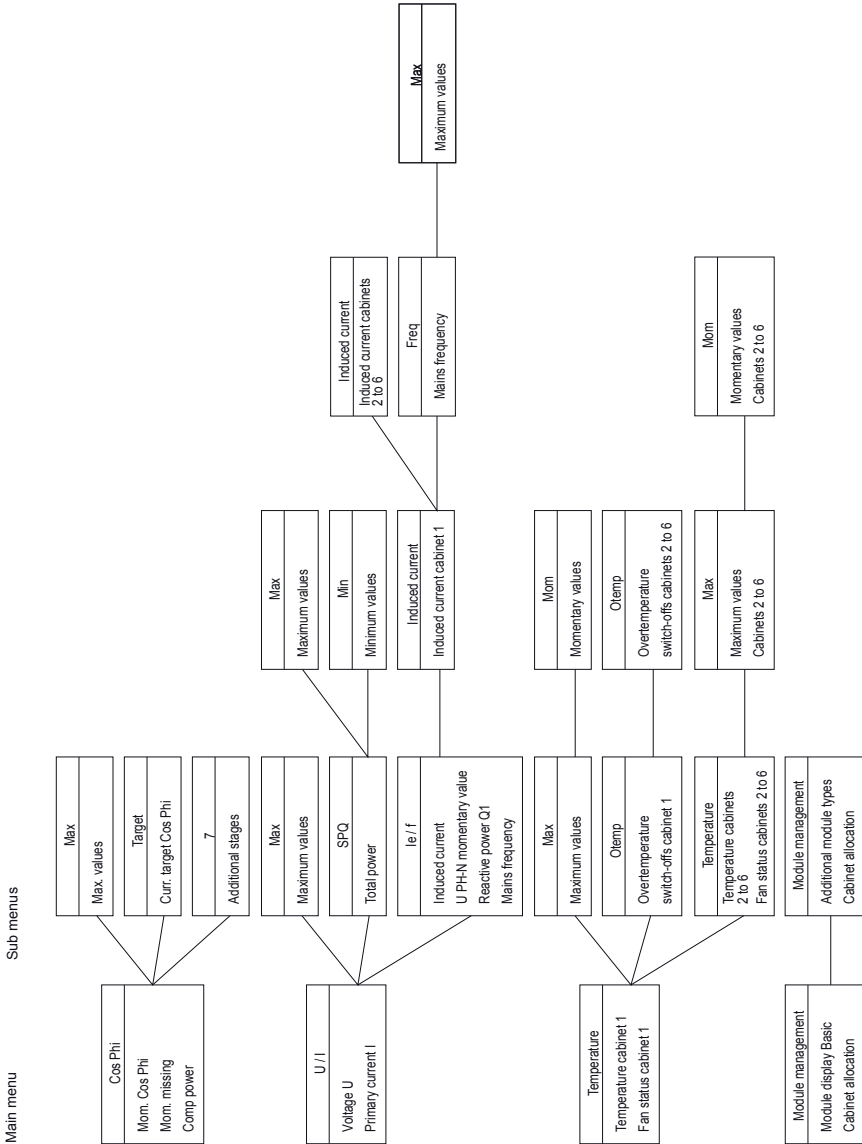 Main menu
Sub menus
Cos Phi
Mom. Cos Phi
Mom. missing
Comp power
Max
Max. values
Target
Curr. target Cos Phi
7
Additional stages
U / I
Voltage U
Primary current I
Max
Maximum values
SPQ
Total power
Ie / f
Induced current
U PH-N momentary value
Reactive power Q1
Mains frequency
Max
Maximum values
Min
Minimum values
Induced current
Induced current cabinet 1
Induced current
Induced current cabinets
2 to 6
Freq
Mains frequency
Max
Maximum values
Temperature
Temperature cabinet 1
Fan status cabinet 1
Max
Maximum values
Otemp
Overtemperature
switch-offs cabinet 1
Temperature
Temperature cabinets
2 to 6
Fan status cabinets 2 to 6
Mom
Momentary values
Otemp
Overtemperature
switch-offs cabinets 2 to 6
Max
Maximum values
Cabinets 2 to 6
Mom
Momentary values
Cabinets 2 to 6
Module management
Module display Basic
Cabinet allocation
Module management
Additional module types
Cabinet allocation